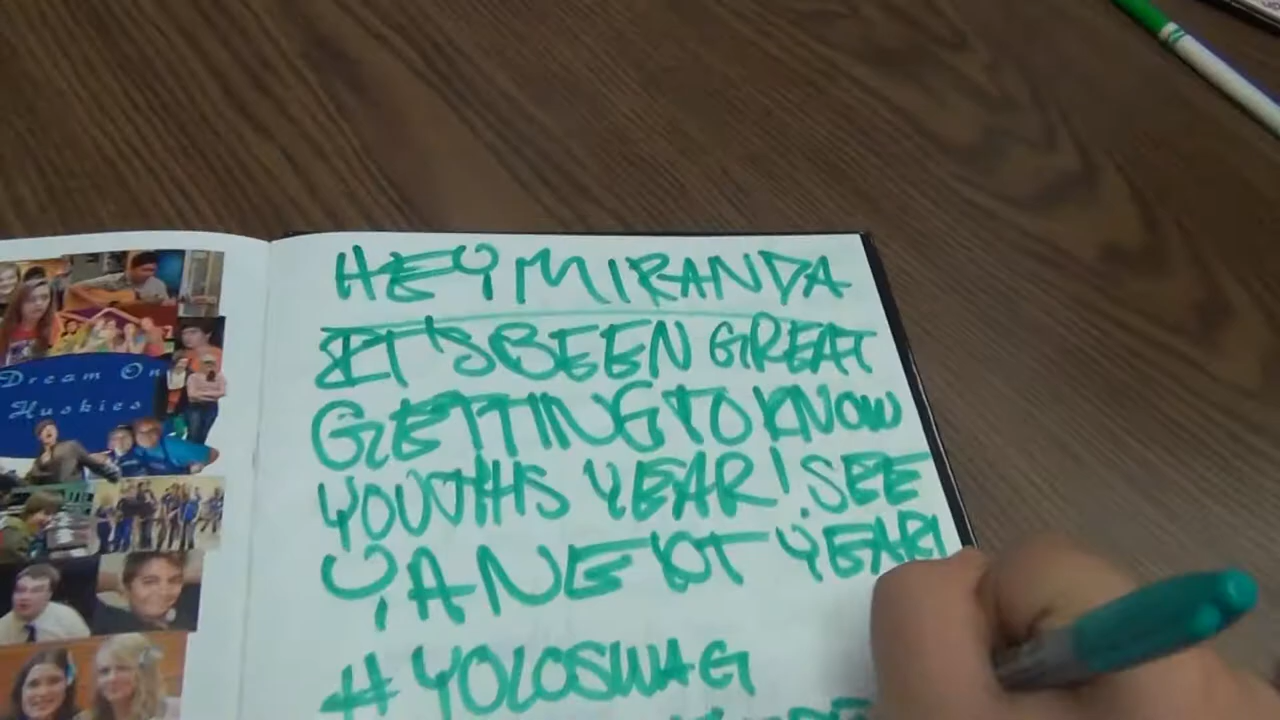 Dream On
Huskies
HEY MIRANDA
IT'S BEEN GREAT
GETTING TO KNOW
YOU THIS YEAR! SEE
YA NEXT YEAR!
#YOLOSWAG